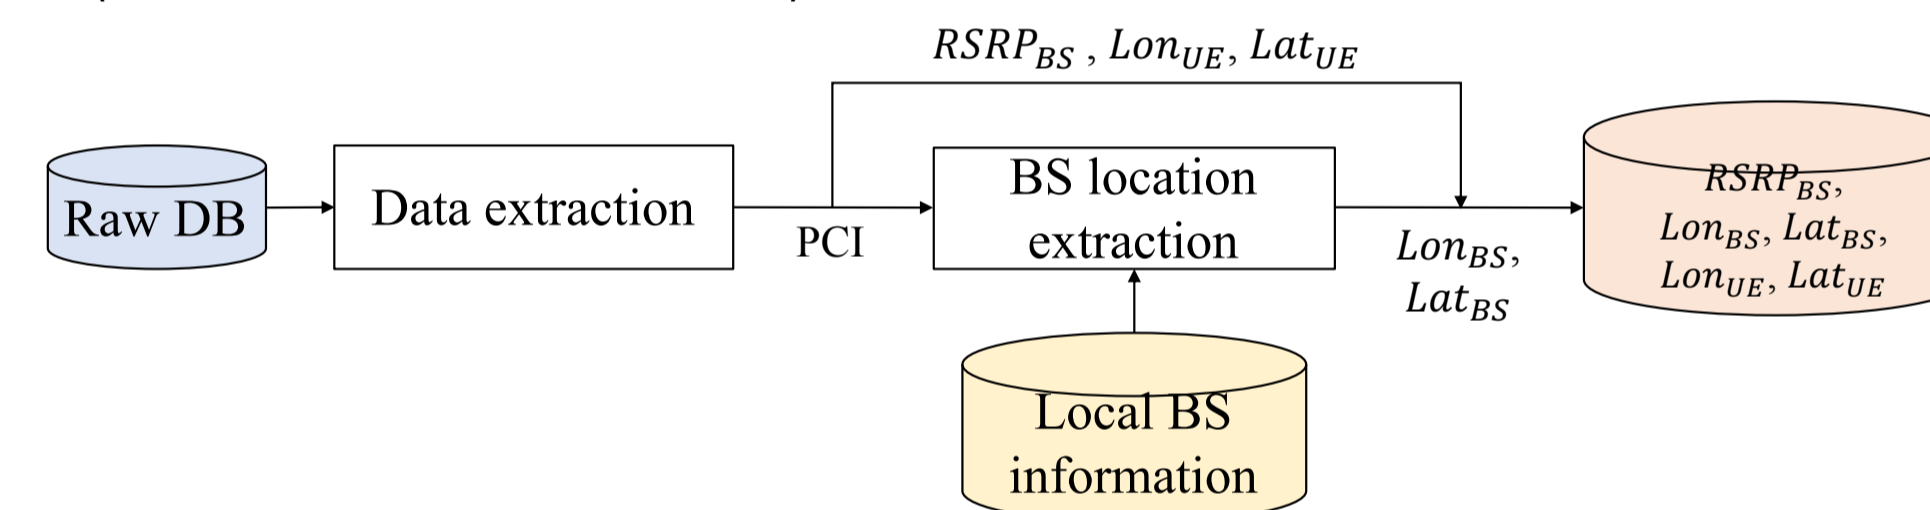 RSRP_BS , Lon_UE, Lat_UE
Raw DB
Data extraction
PCI
BS location
extraction
Lon_BS,
Lat_BS
RSRP_BS,
Lon_BS, Lat_BS,
Lon_UE, Lat_UE
Local BS
information